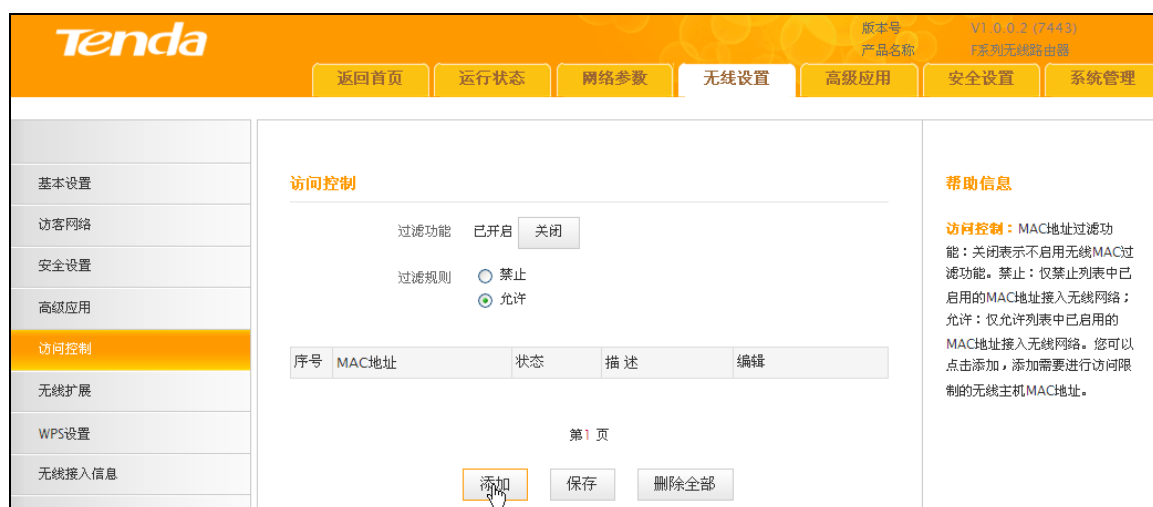 Tenda
版本号 V1.0.0.2 (7443)
产品名称 F系列无线路由器
返回首页 运行状态 网络参数 无线设置 高级应用 安全设置 系统管理
基本设置
访客网络
安全设置
高级应用
访问控制
无线扩展
WPS设置
无线接入信息
访问控制
过滤功能 已开启 关闭
过滤规则 禁止
允许
序号 MAC地址 状态 描 述 编辑
第1 页
添加 保存 删除全部
帮助信息
访问控制：MAC地址过滤功
能：关闭表示不启用无线MAC过
滤功能。禁止：仅禁止列表中已
启用的MAC地址接入无线网络；
允许：仅允许列表中已启用的
MAC地址接入无线网络。您可以
点击添加，添加需要进行访问限
制的无线主机MAC地址。